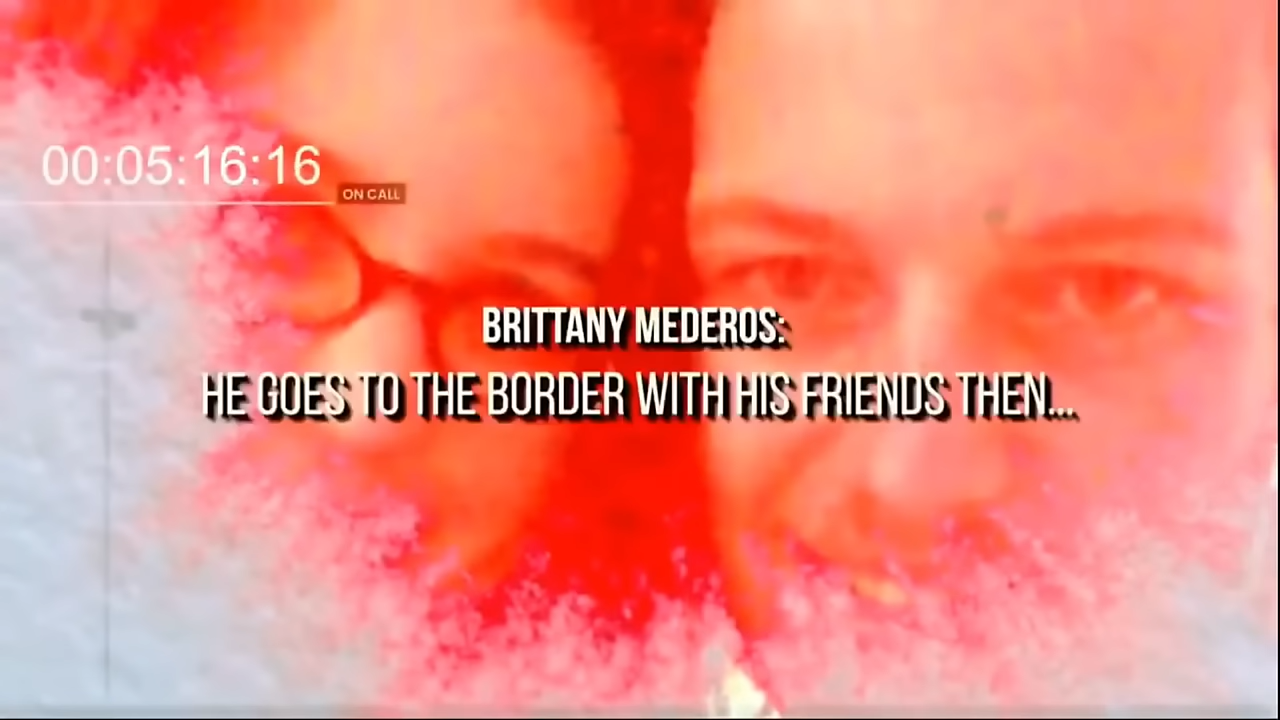 00:05:16:16
ON CALL
BRITTANY MEDEROS:
HE GOES TO THE BORDER WITH HIS FRIENDS THEN...